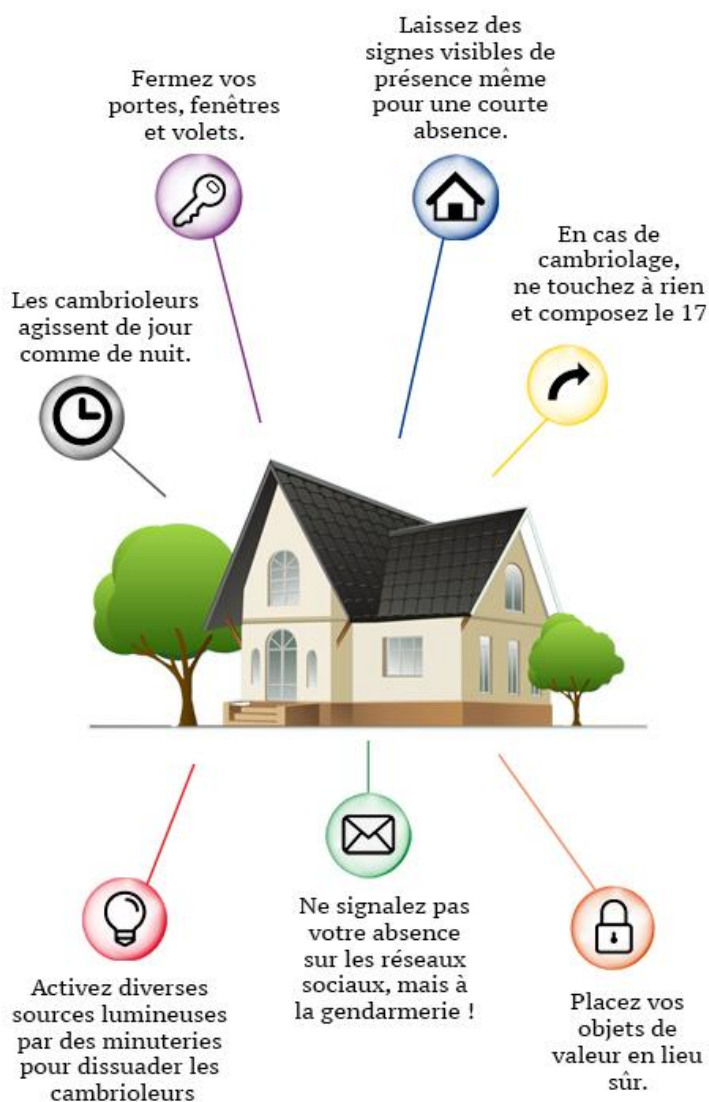 Laissez des
signes visibles de
présence même
pour une courte
absence.
Fermez vos
portes, fenêtres
et volets.
En cas de
cambriolage,
ne touchez à rien
et composez le 17
Les cambrioleurs
agissent de jour
comme de nuit.
Ne signalez pas
votre absence
sur les réseaux
sociaux, mais à
la gendarmerie !
Activez diverses
sources lumineuses
par des minuteries
pour dissuader les
cambrioleurs
Placez vos
objets de
valeur en lieu
sûr.